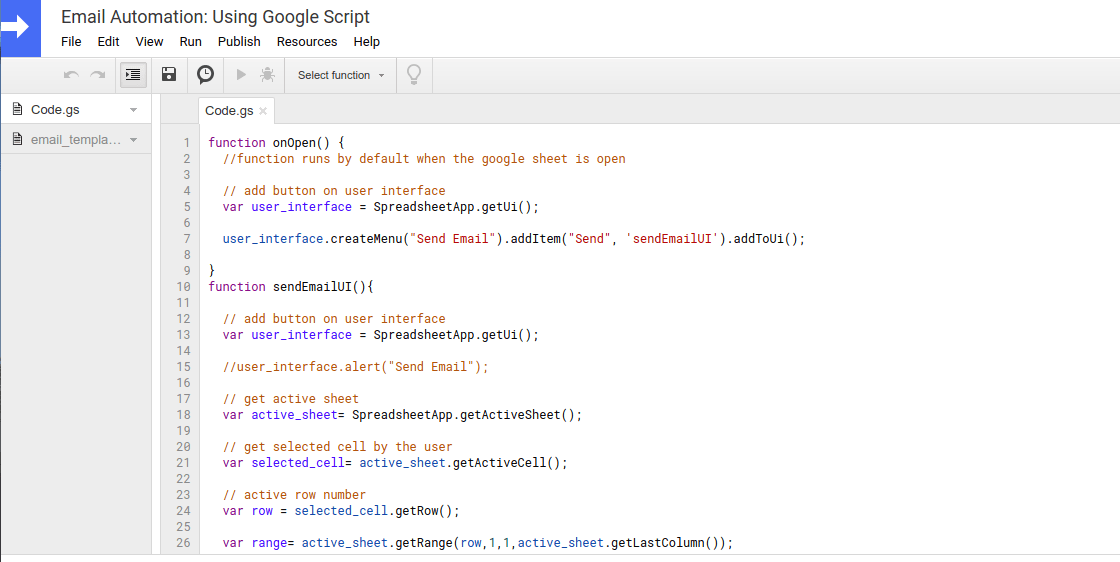 Email Automation: Using Google Script
File Edit View Run Publish Resources Help
Select function
Code.gs
email_templa...
Code.gs
1 function onOpen() {
2 //function runs by default when the google sheet is open
3
4 // add button on user interface
5 var user_interface = SpreadsheetApp.getUi();
6
7 user_interface.createMenu("Send Email").addItem("Send", 'sendEmailUI').addToUi();
8
9 }
10 function sendEmailUI(){
11
12 // add button on user interface
13 var user_interface = SpreadsheetApp.getUi();
14
15 //user_interface.alert("Send Email");
16
17 // get active sheet
18 var active_sheet= SpreadsheetApp.getActiveSheet();
19
20 // get selected cell by the user
21 var selected_cell= active_sheet.getActiveCell();
22
23 // active row number
24 var row = selected_cell.getRow();
25
26 var range= active_sheet.getRange(row,1,1,active_sheet.getLastColumn());